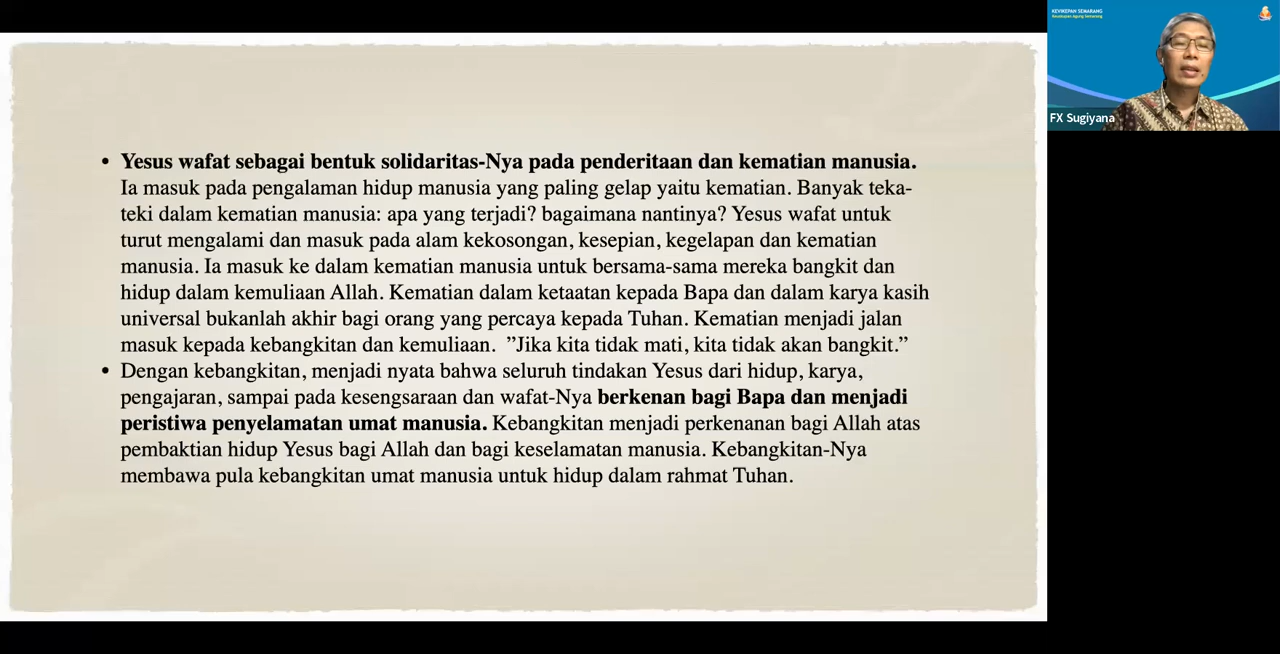 • Yesus wafat sebagai bentuk solidaritas-Nya pada penderitaan dan kematian manusia.
Ia masuk pada pengalaman hidup manusia yang paling gelap yaitu kematian. Banyak teka-
teki dalam kematian manusia: apa yang terjadi? bagaimana nantinya? Yesus wafat untuk
turut mengalami dan masuk pada alam kekosongan, kesepian, kegelapan dan kematian
manusia. Ia masuk ke dalam kematian manusia untuk bersama-sama mereka bangkit dan
hidup dalam kemuliaan Allah. Kematian dalam ketaatan kepada Bapa dan dalam karya kasih
universal bukanlah akhir bagi orang yang percaya kepada Tuhan. Kematian menjadi jalan
masuk kepada kebangkitan dan kemuliaan. ”Jika kita tidak mati, kita tidak akan bangkit.”
• Dengan kebangkitan, menjadi nyata bahwa seluruh tindakan Yesus dari hidup, karya,
pengajaran, sampai pada kesengsaraan dan wafat-Nya berkenan bagi Bapa dan menjadi
peristiwa penyelamatan umat manusia. Kebangkitan menjadi perkenanan bagi Allah atas
pembaktian hidup Yesus bagi Allah dan bagi keselamatan manusia. Kebangkitan-Nya
membawa pula kebangkitan umat manusia untuk hidup dalam rahmat Tuhan.
KEVIKEPAN SEMARANG
Keuskupan Agung Semarang
FX Sugiyana